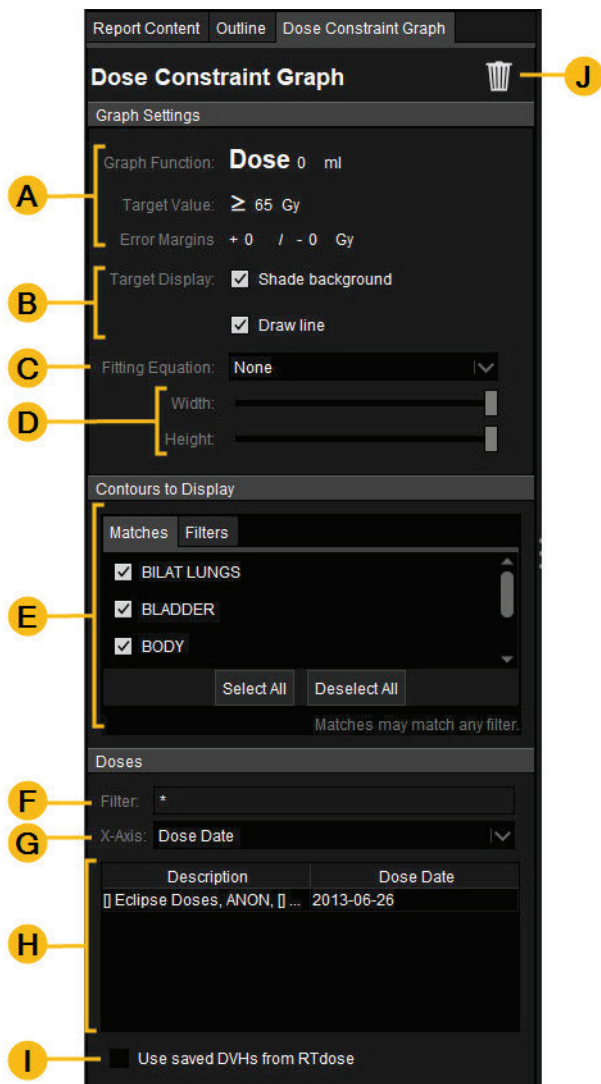 Report Content Outline Dose Constraint Graph
Dose Constraint Graph J
Graph Settings
A
Graph Function: Dose 0 ml
Target Value: ≥ 65 Gy
Error Margins + 0 / - 0 Gy
B
Target Display: Shade background
Draw line
C Fitting Equation: None
D
Width:
Height:
Contours to Display
E
Matches Filters
BILAT LUNGS
BLADDER
BODY
Select All Deselect All
Matches may match any filter.
Doses
F Filter: *
G X-Axis: Dose Date
H
Description Dose Date
[] Eclipse Doses, ANON, [] ... 2013-06-26
I Use saved DVHs from RTdose